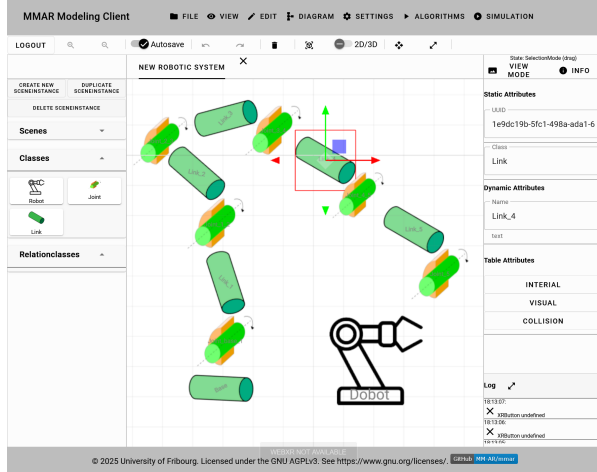 MMAR Modeling Client
FILE VIEW EDIT DIAGRAM SETTINGS ALGORITHMS SIMULATION
LOGOUT Autosave 2D/3D
State: SelectionMode (drag)
VIEW MODE INFO
NEW ROBOTIC SYSTEM
CREATE NEW SCENEINSTANCE
DUPLICATE SCENEINSTANCE
DELETE SCENEINSTANCE
Scenes
Classes
Robot
Joint
Link
Relationclasses
Link_3
Link_2
Link_5
Link_1
Base
Dobot
Static Attributes
UUID
1e9dc19b-5fc1-498a-ada1-6
Class
Link
Dynamic Attributes
Name
Link_4
text
Table Attributes
INTERIAL
VISUAL
COLLISION
Log
18:13:07:
XRButton undefined
18:13:06:
XRButton undefined
18:13:05:
WEBXR NOT AVAILABLE
© 2025 University of Fribourg. Licensed under the GNU AGPLv3. See https://www.gnu.org/licenses/. GitHub MM-AR/mmar